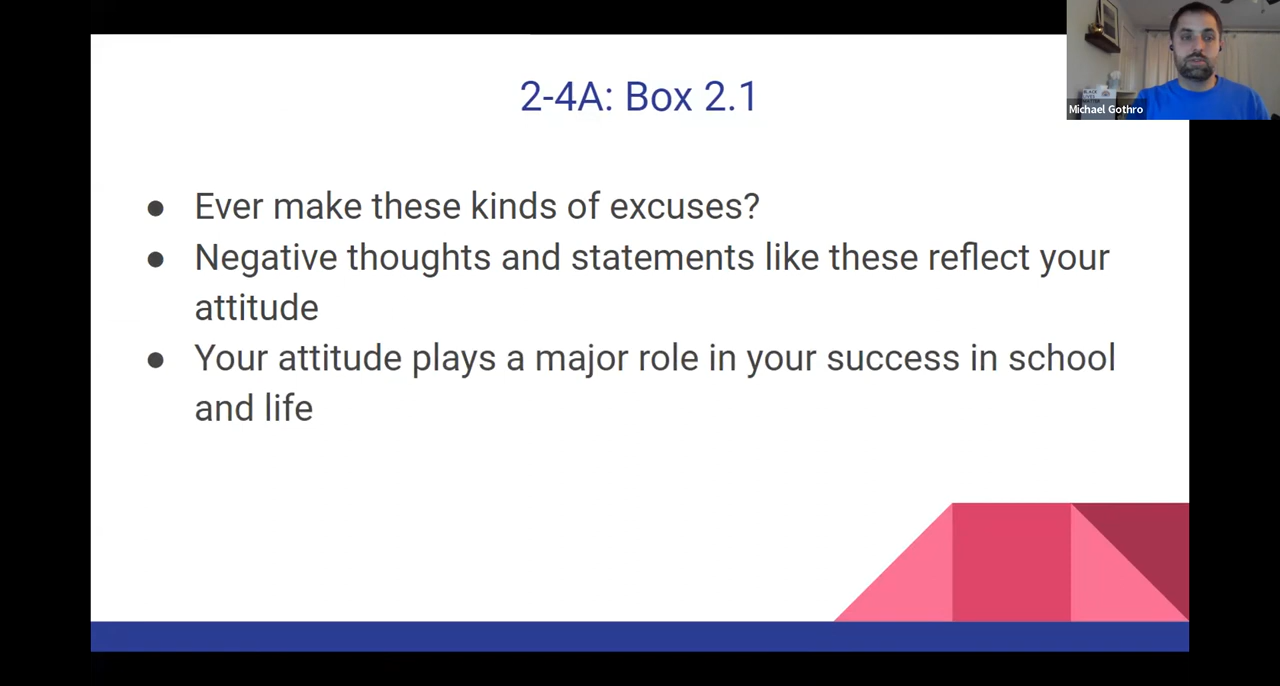 2-4A: Box 2.1
Michael Gothro
● Ever make these kinds of excuses?
● Negative thoughts and statements like these reflect your
attitude
● Your attitude plays a major role in your success in school
and life